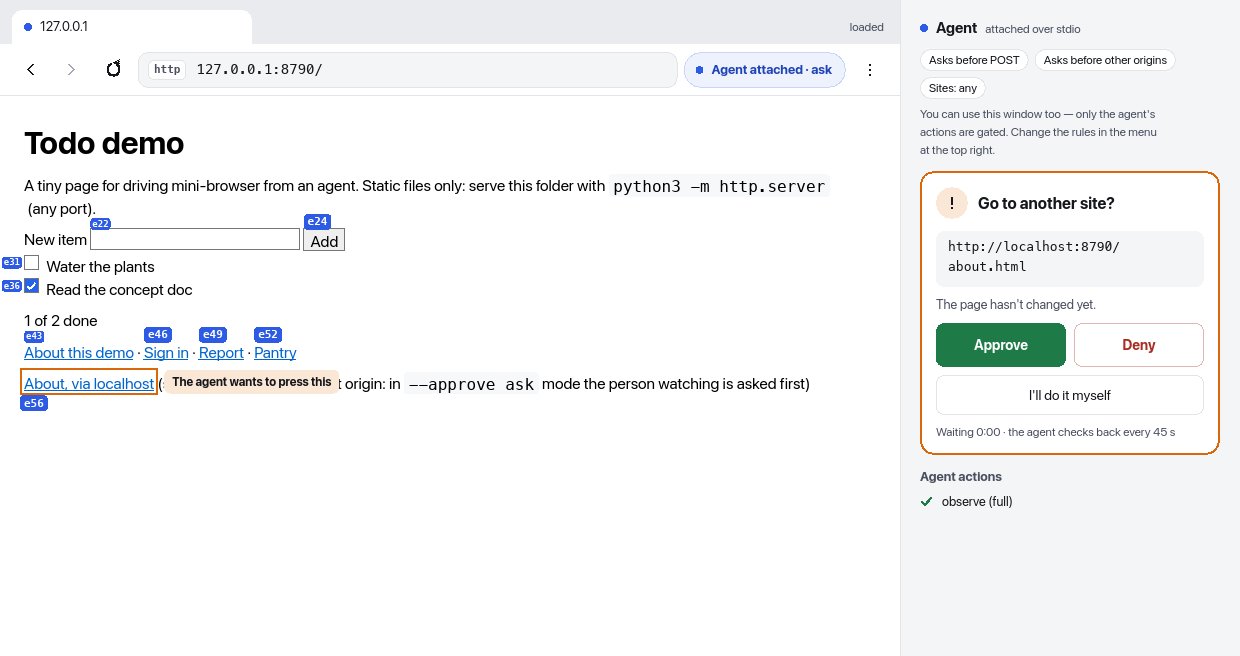 127.0.0.1
loaded
http 127.0.0.1:8790/
Agent attached · ask
Todo demo
A tiny page for driving mini-browser from an agent. Static files only: serve this folder with python3 -m http.server
(any port).
e22
e24
New item
Add
e31
Water the plants
e36
Read the concept doc
1 of 2 done
e43 e46 e49 e52
About this demo · Sign in · Report · Pantry
About, via localhost (
The agent wants to press this
t origin: in --approve ask mode the person watching is asked first)
e56
Agent attached over stdio
Asks before POST
Asks before other origins
Sites: any
You can use this window too — only the agent's
actions are gated. Change the rules in the menu
at the top right.
! Go to another site?
http://localhost:8790/
about.html
The page hasn't changed yet.
Approve
Deny
I'll do it myself
Waiting 0:00 · the agent checks back every 45 s
Agent actions
observe (full)